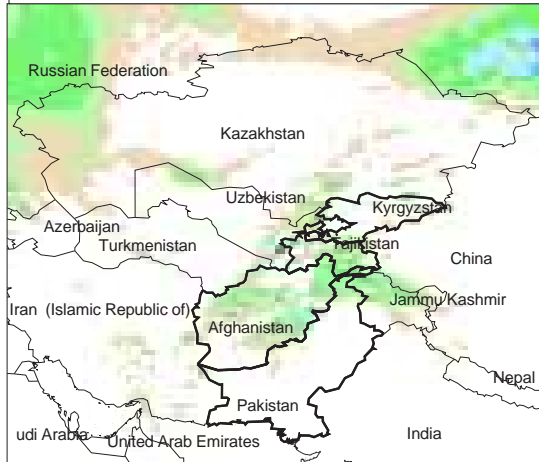 Russian Federation
Kazakhstan
Uzbekistan
Kyrgyzstan
Azerbaijan
Turkmenistan
Tajikistan
China
Iran (Islamic Republic of)
Jammu Kashmir
Afghanistan
Nepal
Pakistan
udi Arabia
United Arab Emirates
India